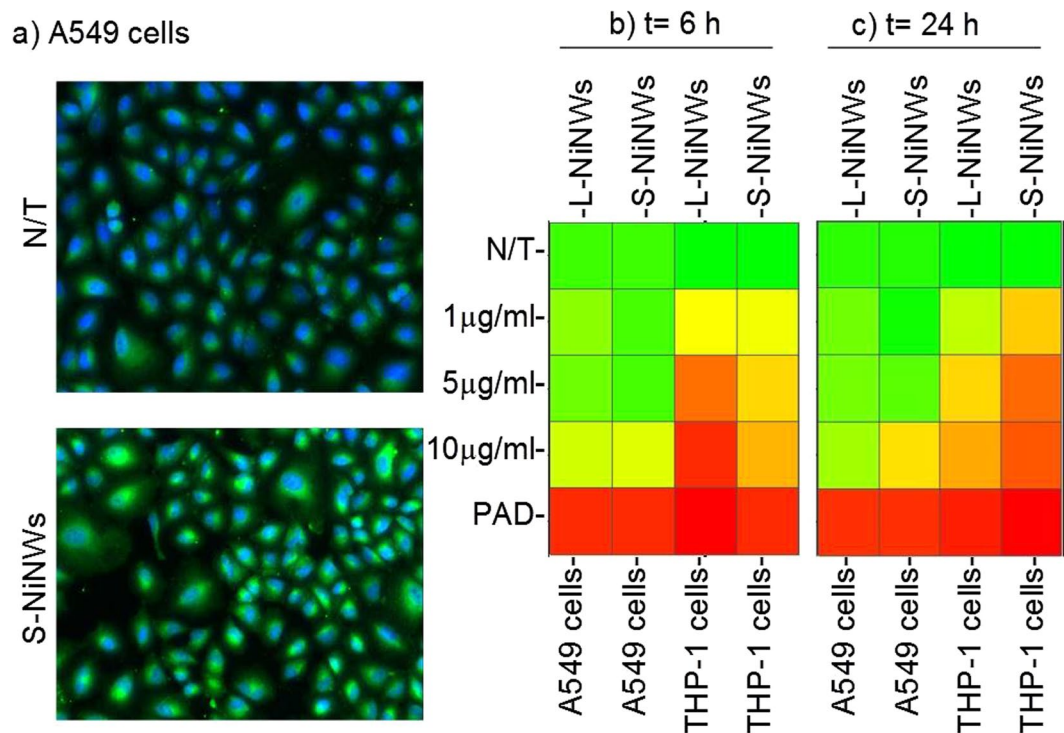 a) A549 cells
N/T
S-NiNWs
b) t= 6 h
-L-NiNWs
-S-NiNWs
-L-NiNWs
-S-NiNWs
c) t= 24 h
-L-NiNWs
-S-NiNWs
-L-NiNWs
-S-NiNWs
N/T-
1µg/ml-
5µg/ml-
10µg/ml-
PAD-
A549 cells-
A549 cells-
THP-1 cells-
THP-1 cells-
A549 cells-
A549 cells-
THP-1 cells-
THP-1 cells-